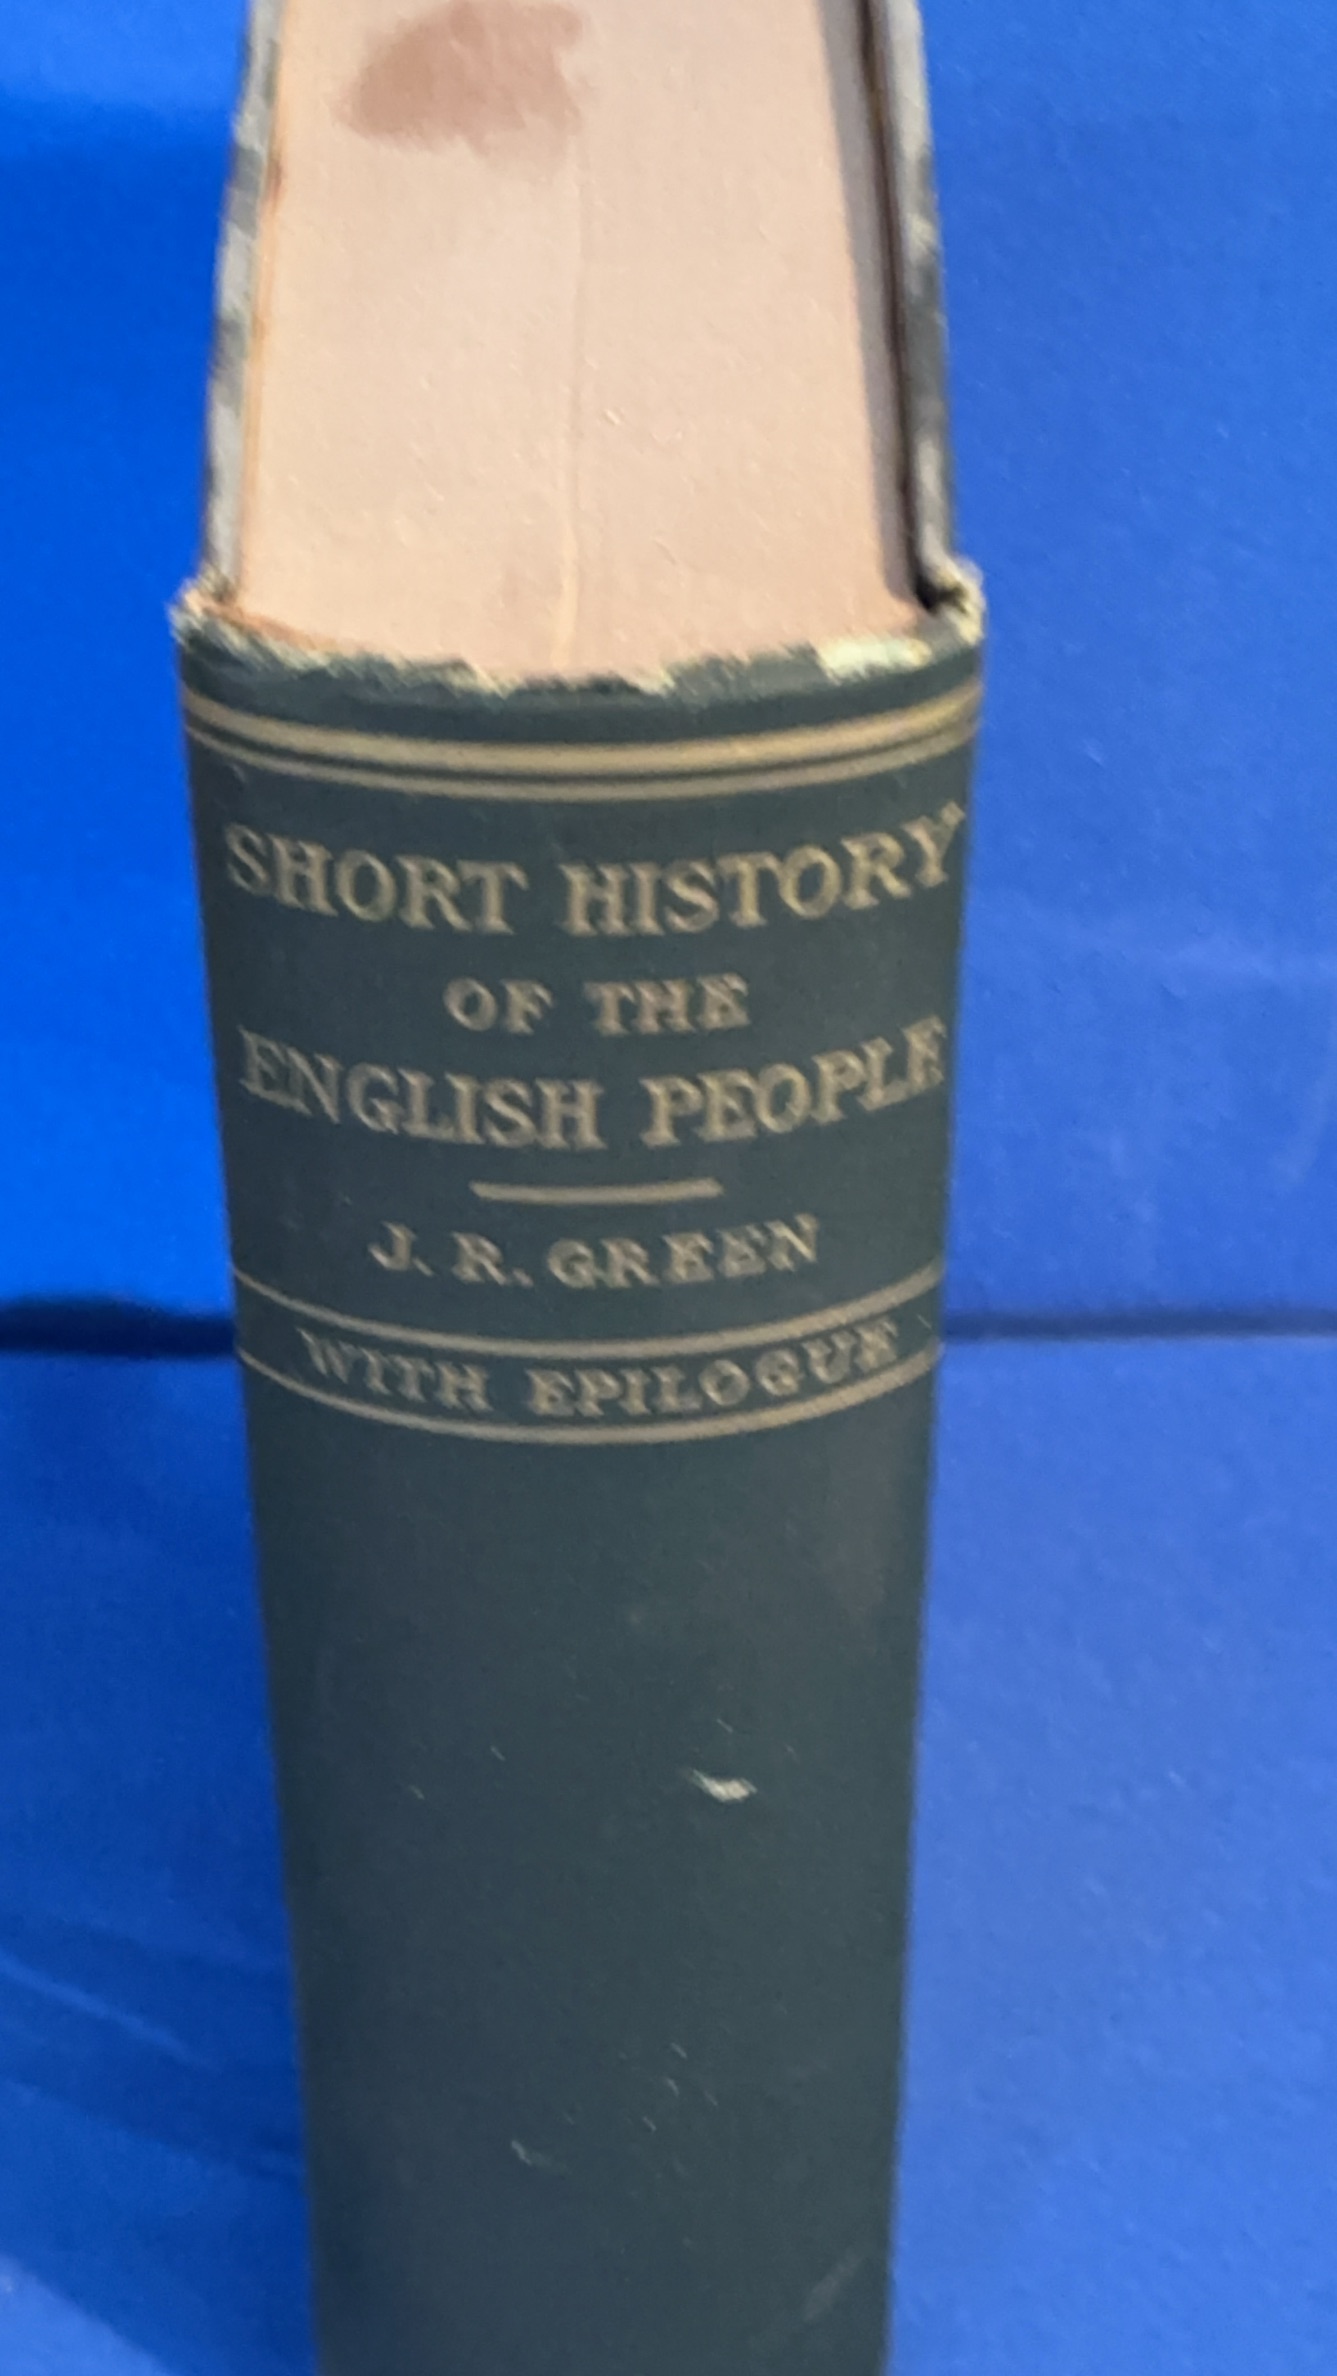 SHORT HISTORY
OF THE
ENGLISH PEOPLE
J. R. GREEN
WITH EPILOGUE